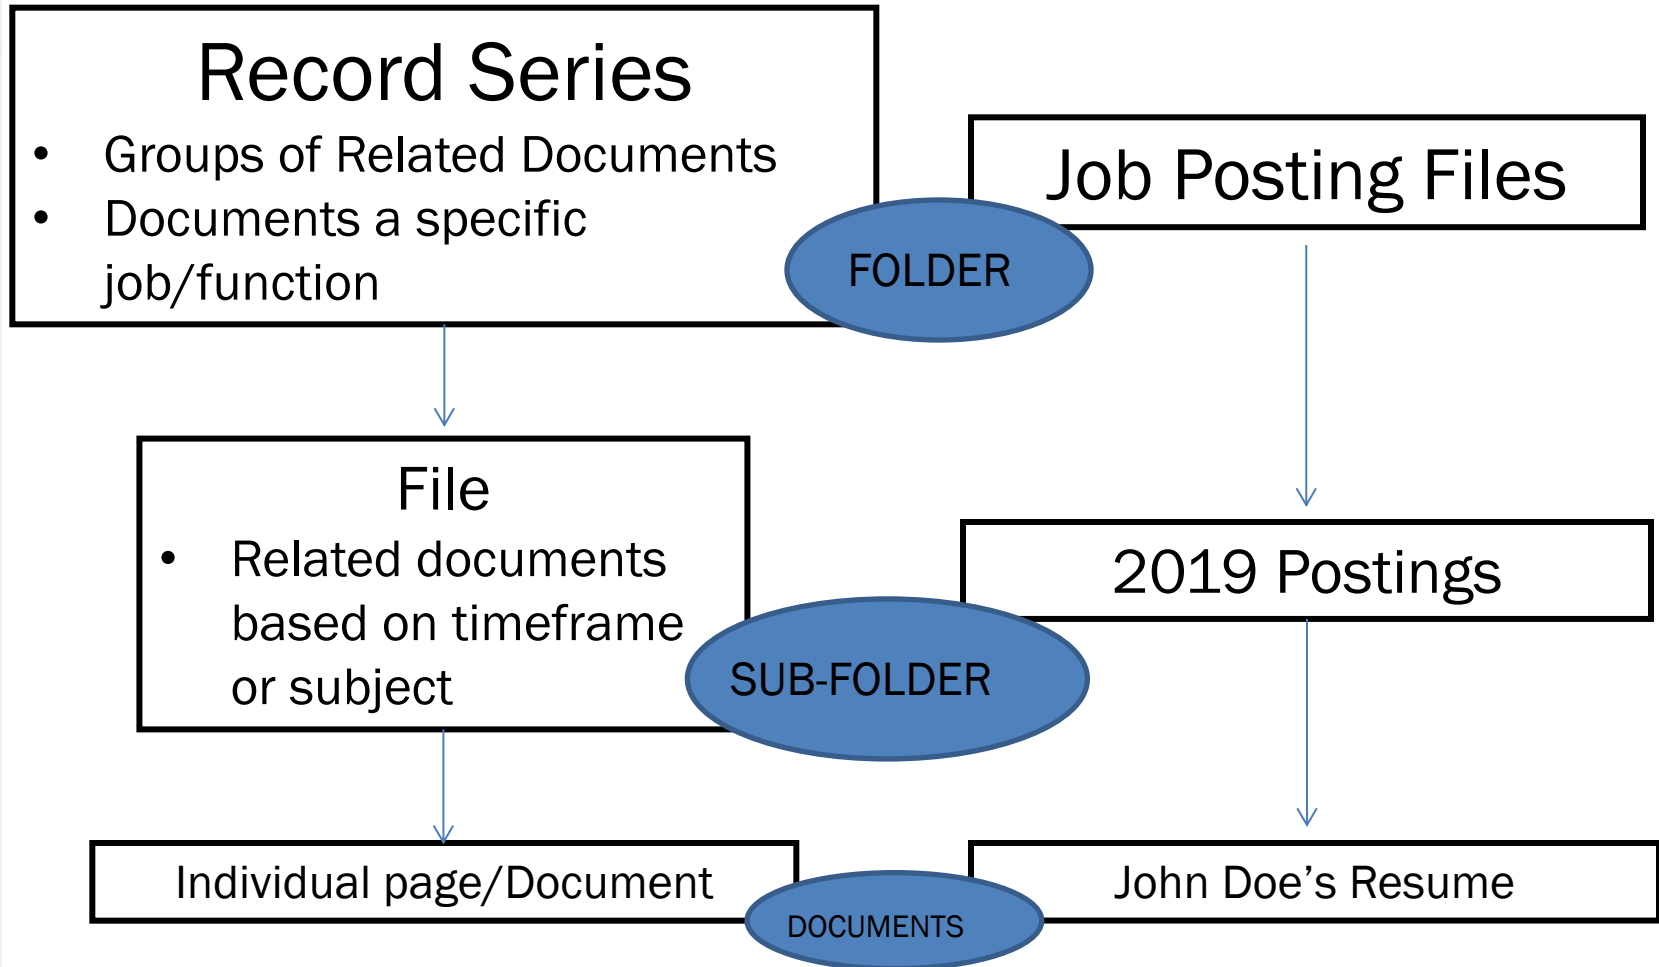 Record Series
• Groups of Related Documents
• Documents a specific
job/function
Job Posting Files
FOLDER
File
• Related documents
based on timeframe
or subject
2019 Postings
SUB-FOLDER
Individual page/Document
John Doe’s Resume
DOCUMENTS